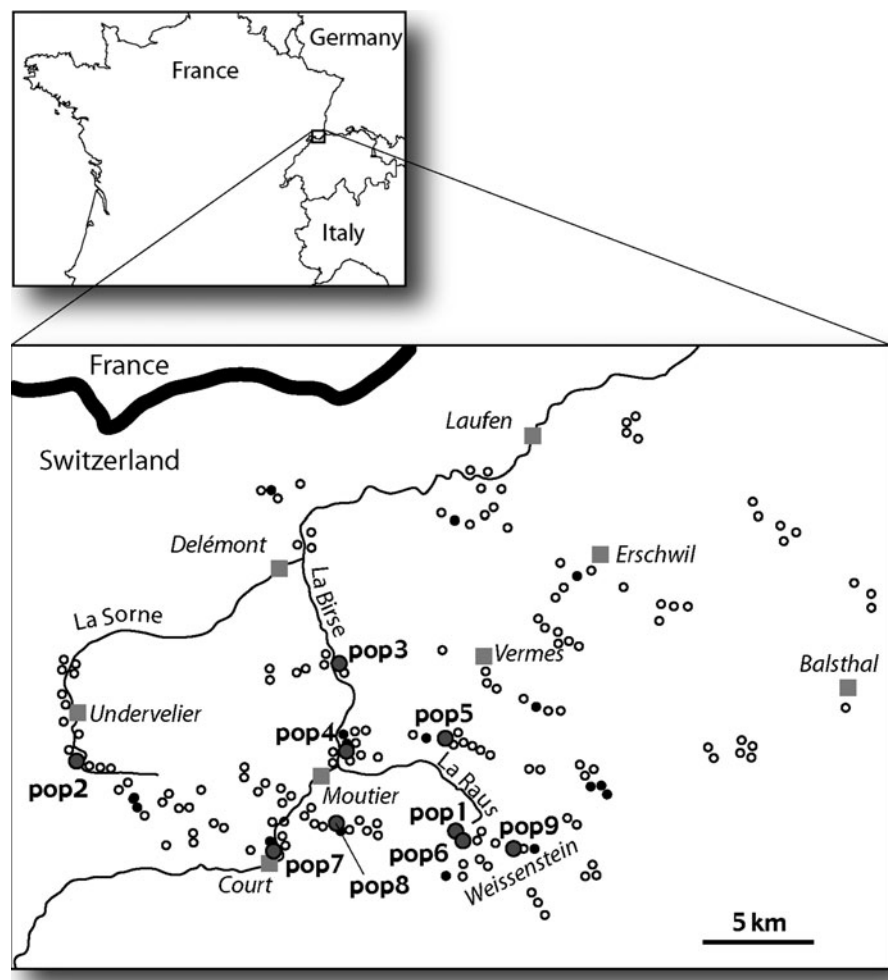 Germany
France
Italy
France
Switzerland
Laufen
Delémont
Erschwil
La Birse
La Sorne
pop3
Vermes
Balsthal
Undervelier
pop4
pop5
pop2
La Raus
Moutier
pop1
pop6
pop9
pop7
Weissenstein
Court
pop8
5 km